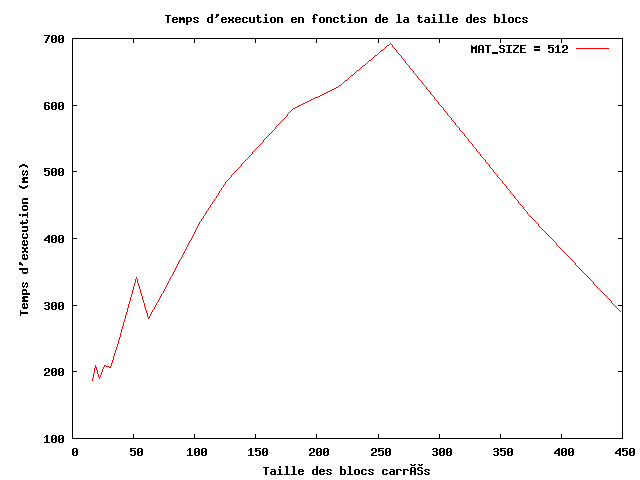 Temps d'execution en fonction de la taille des blocs
MAT_SIZE = 512
700
600
500
400
300
200
100
Temps d'execution (ms)
0 50 100 150 200 250 300 350 400 450
Taille des blocs carrÃŠs